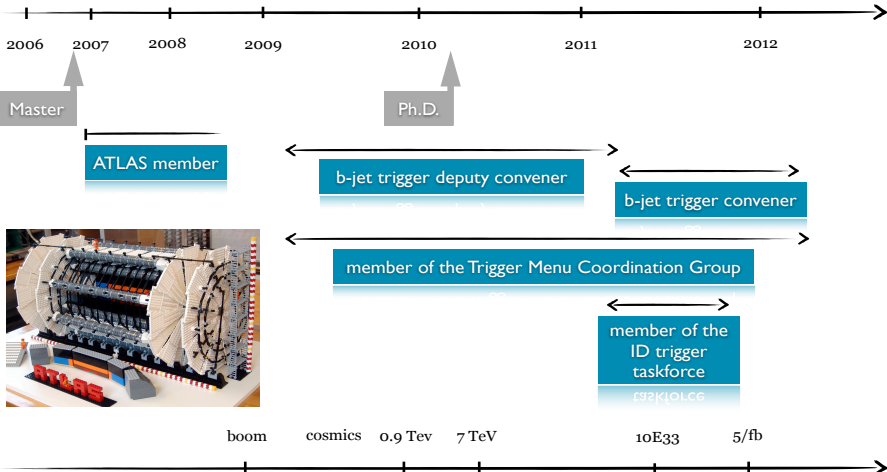 2006 2007 2008 2009 2010 2011 2012
Master
Ph.D.
ATLAS member
b-jet trigger deputy convener
b-jet trigger convener
member of the Trigger Menu Coordination Group
member of the
ID trigger
taskforce
ATLAS
boom cosmics 0.9 Tev 7 TeV 10E33 5/fb